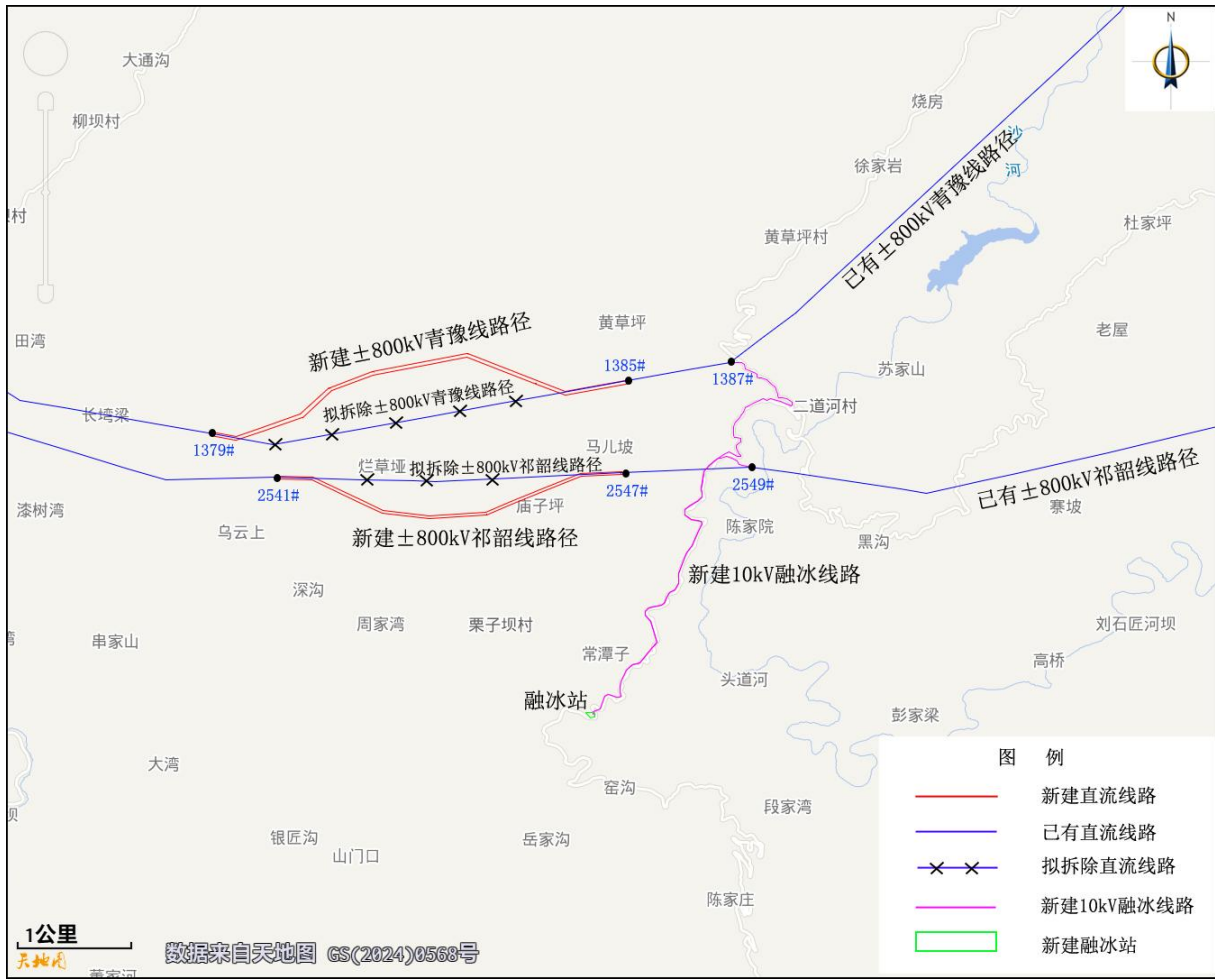 N
大通沟
柳坝村
烧房
沙
河
徐家岩
已有±800kV青豫线路径
村
杜家坪
黄草坪村
田湾
新建±800kV青豫线路径
黄草坪
老屋
1385#
1387#
苏家山
拟拆除±800kV青豫线路径
长塆梁
二道河村
1379#
马儿坡
烂草垭
拟拆除±800kV祁韶线路径
2541#
2547#
2549#
已有±800kV祁韶线路径
漆树湾
庙子坪
寨坡
乌云上
新建±800kV祁韶线路径
陈家院
黑沟
新建10kV融冰线路
深沟
周家湾
栗子坝村
刘石匠河坝
湾
串家山
常潭子
高桥
头道河
融冰站
彭家梁
大湾
图 例
窑沟
新建直流线路
段家湾
坝
已有直流线路
银匠沟
岳家沟
山门口
拟拆除直流线路
陈家庄
新建10kV融冰线路
1公里
新建融冰站
天地图
数据来自天地图 GS(2024)0568号
董家河